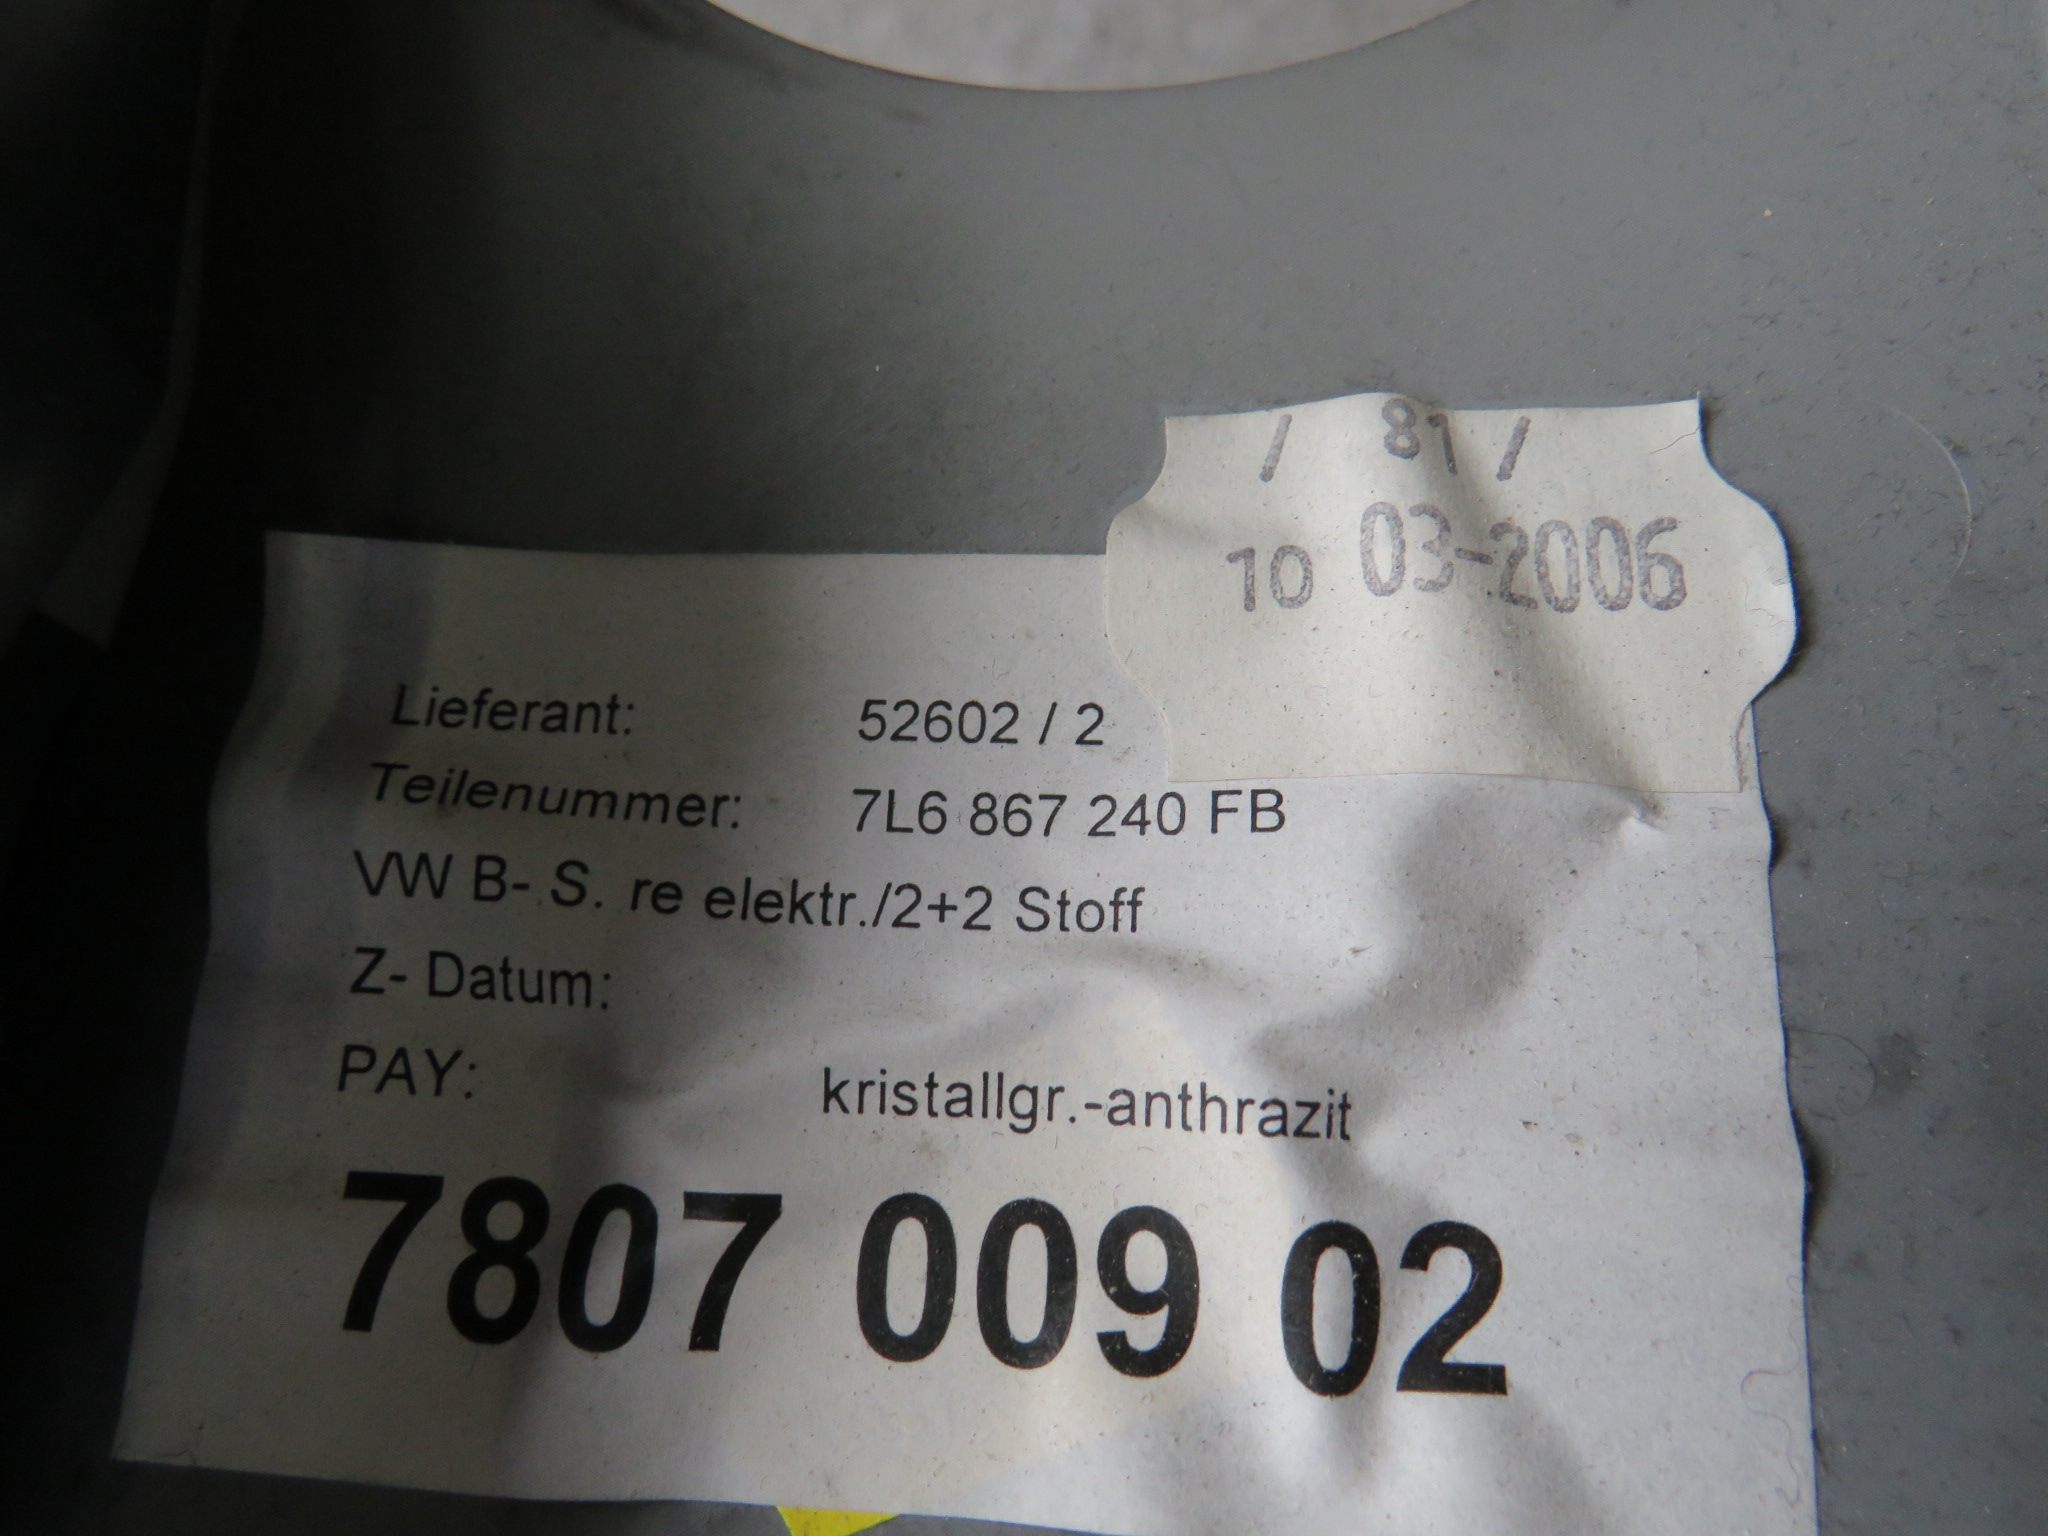 / 81 /
10 03-2006
Lieferant: 52602 / 2
Teilenummer: 7L6 867 240 FB
VW B- S. re elektr./2+2 Stoff
Z- Datum:
PAY: kristallgr.-anthrazit
7807 009 02